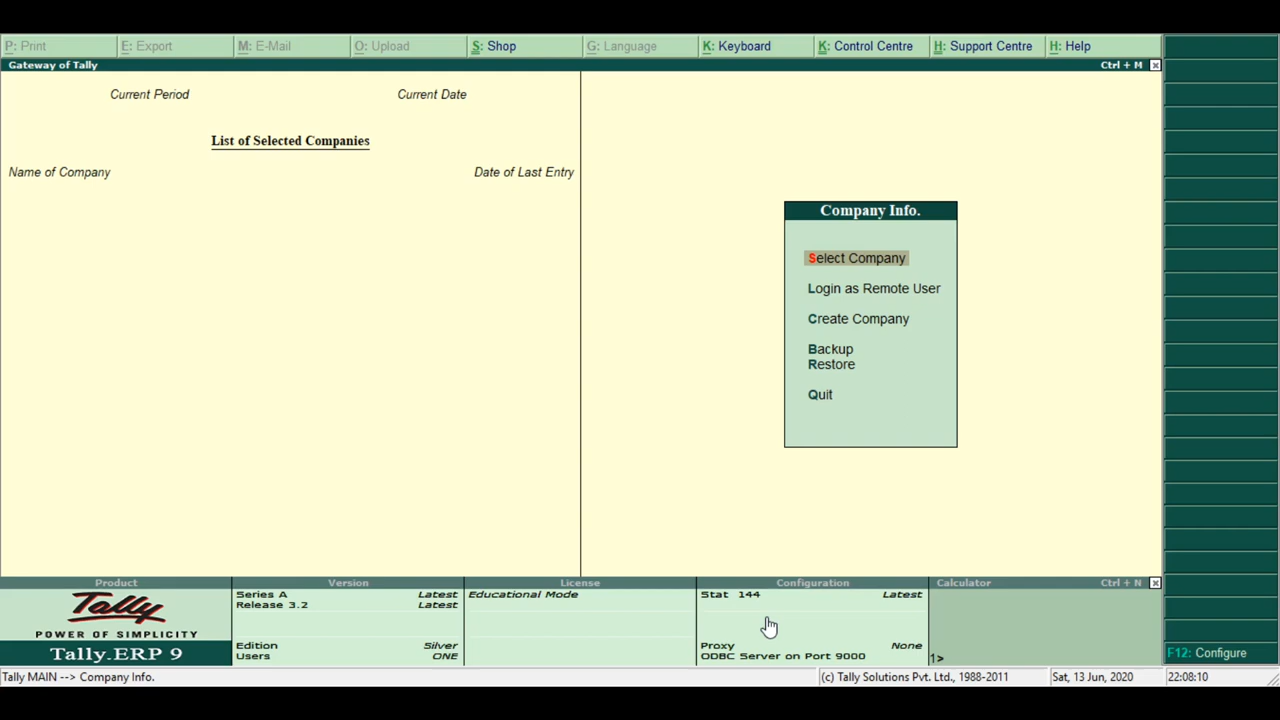 P: Print E: Export M: E-Mail O: Upload S: Shop G: Language K: Keyboard K: Control Centre H: Support Centre H: Help
Gateway of Tally Ctrl + M x
Current Period Current Date
List of Selected Companies
Name of Company Date of Last Entry
Company Info.
Select Company
Login as Remote User
Create Company
Backup
Restore
Quit
Product Version License Configuration Calculator Ctrl + N x
Tally
POWER OF SIMPLICITY
Tally.ERP 9
Series A Latest
Release 3.2 Latest
Edition Silver
Users ONE
Educational Mode
Stat 144 Latest
Proxy None
ODBC Server on Port 9000
1>
F12: Configure
Tally MAIN --> Company Info. (c) Tally Solutions Pvt. Ltd., 1988-2011 Sat, 13 Jun, 2020 22:08:10